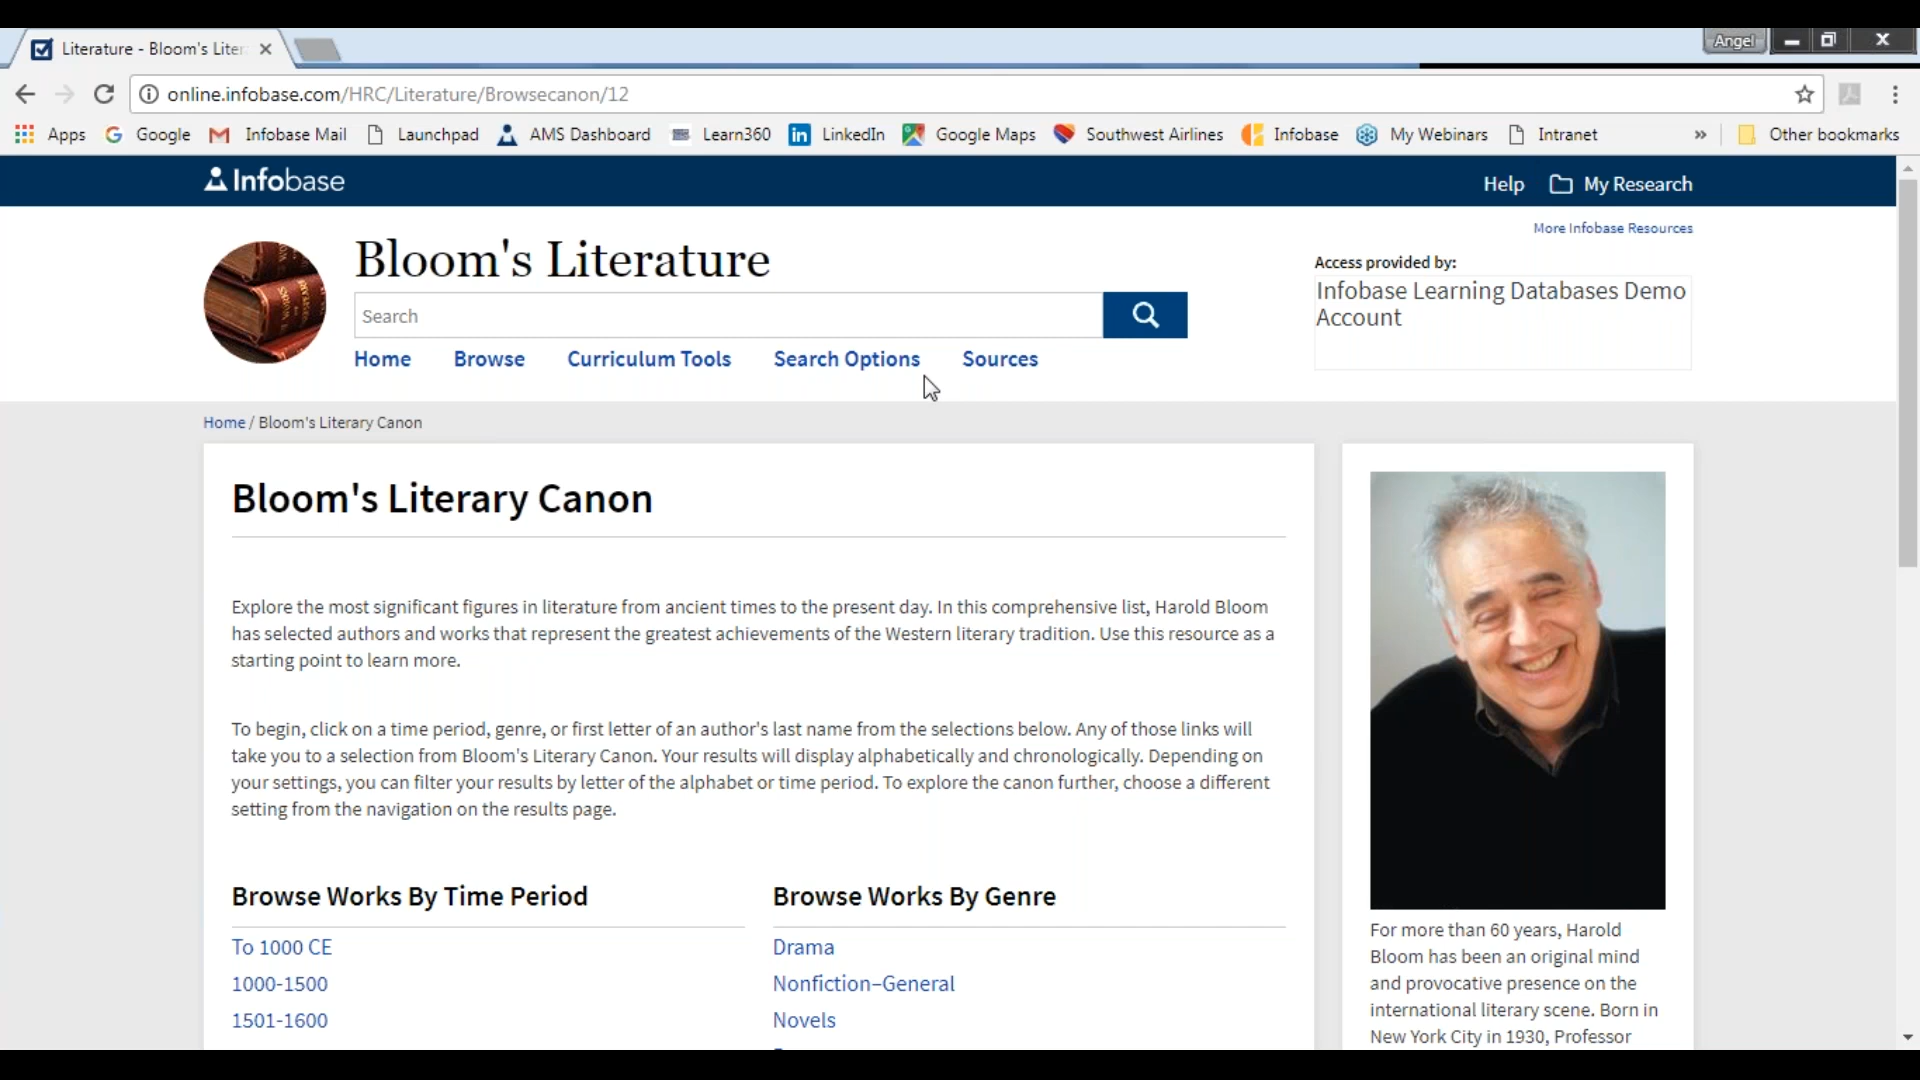 Literature - Bloom's Liter
Angel
online.infobase.com/HRC/Literature/Browsecanon/12
Apps Google Infobase Mail Launchpad AMS Dashboard Learn360 LinkedIn Google Maps Southwest Airlines Infobase My Webinars Intranet » Other bookmarks
Infobase
Help My Research
More Infobase Resources
Bloom's Literature
Access provided by:
Infobase Learning Databases Demo
Account
Search
Home Browse Curriculum Tools Search Options Sources
Home / Bloom's Literary Canon
Bloom's Literary Canon
Explore the most significant figures in literature from ancient times to the present day. In this comprehensive list, Harold Bloom
has selected authors and works that represent the greatest achievements of the Western literary tradition. Use this resource as a
starting point to learn more.
To begin, click on a time period, genre, or first letter of an author's last name from the selections below. Any of those links will
take you to a selection from Bloom's Literary Canon. Your results will display alphabetically and chronologically. Depending on
your settings, you can filter your results by letter of the alphabet or time period. To explore the canon further, choose a different
setting from the navigation on the results page.
Browse Works By Time Period
To 1000 CE
1000-1500
1501-1600
Browse Works By Genre
Drama
Nonfiction–General
Novels
For more than 60 years, Harold
Bloom has been an original mind
and provocative presence on the
international literary scene. Born in
New York City in 1930, Professor